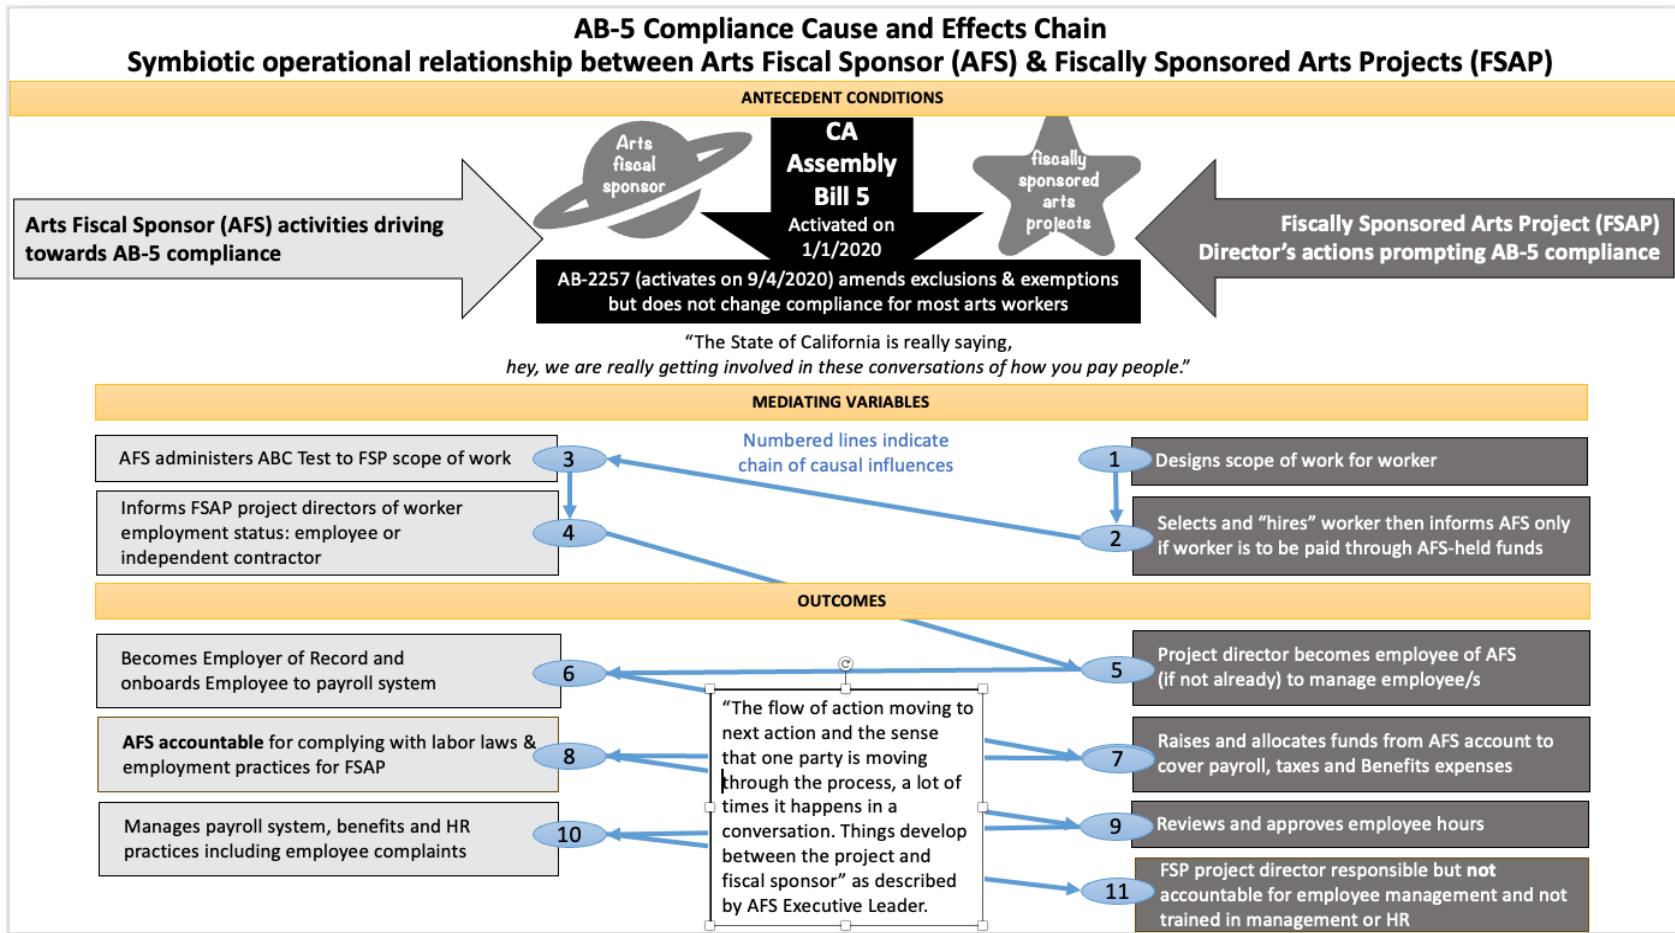 AB-5 Compliance Cause and Effects Chain
Symbiotic operational relationship between Arts Fiscal Sponsor (AFS) & Fiscally Sponsored Arts Projects (FSAP)
ANTECEDENT CONDITIONS
Arts Fiscal Sponsor (AFS) activities driving
towards AB-5 compliance
Arts
fiscal
sponsor
CA
Assembly
Bill 5
Activated on
1/1/2020
fiscally
sponsored
arts
projects
Fiscally Sponsored Arts Project (FSAP)
Director's actions prompting AB-5 compliance
AB-2257 (activates on 9/4/2020) amends exclusions & exemptions
but does not change compliance for most arts workers
“The State of California is really saying,
hey, we are really getting involved in these conversations of how you pay people.”
MEDIATING VARIABLES
Numbered lines indicate
chain of causal influences
AFS administers ABC Test to FSP scope of work
3
1
Designs scope of work for worker
Informs FSAP project directors of worker
employment status: employee or
independent contractor
4
2
Selects and “hires” worker then informs AFS only
if worker is to be paid through AFS-held funds
OUTCOMES
Becomes Employer of Record and
onboards Employee to payroll system
6
5
Project director becomes employee of AFS
(if not already) to manage employee/s
AFS accountable for complying with labor laws &
employment practices for FSAP
8
7
Raises and allocates funds from AFS account to
cover payroll, taxes and Benefits expenses
Manages payroll system, benefits and HR
practices including employee complaints
10
9
Reviews and approves employee hours
11
FSP project director responsible but not
accountable for employee management and not
trained in management or HR
“The flow of action moving to
next action and the sense
that one party is moving
through the process, a lot of
times it happens in a
conversation. Things develop
between the project and
fiscal sponsor” as described
by AFS Executive Leader.